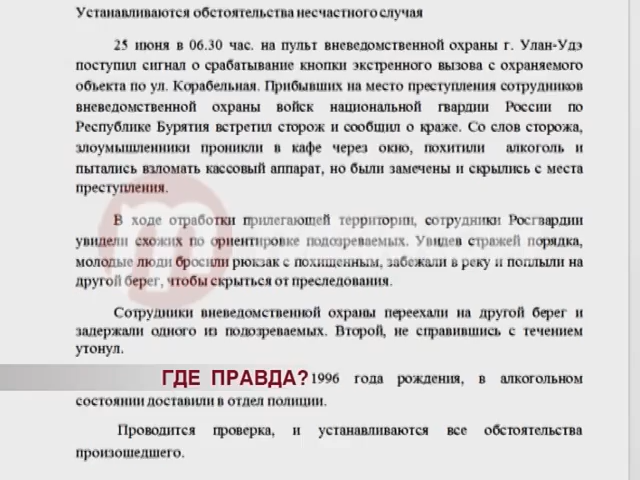 Устанавливаются обстоятельства несчастного случая
25 июня в 06.30 час. на пульт вневедомственной охраны г. Улан-Удэ
поступил сигнал о срабатывание кнопки экстренного вызова с охраняемого
объекта по ул. Корабельная. Прибывших на место преступления сотрудников
вневедомственной охраны войск национальной гвардии России по
Республике Бурятия встретил сторож и сообщил о краже. Со слов сторожа,
злоумышленники проникли в кафе через окно, похитили алкоголь и
пытались взломать кассовый аппарат, но были замечены и скрылись с места
преступления.
В ходе отработки прилегающей территории, сотрудники Росгвардии
увидели схожих по ориентировке подозреваемых. Увидев стражей порядка,
молодые люди бросили рюкзак с похищенным, забежали в реку и поплыли на
другой берег, чтобы скрыться от преследования.
Сотрудники вневедомственной охраны переехали на другой берег и
задержали одного из подозреваемых. Второй, не справившись с течением
утонул.
ГДЕ ПРАВДА? 1996 года рождения, в алкогольном
состоянии доставили в отдел полиции.
Проводится проверка, и устанавливаются все обстоятельства
произошедшего.